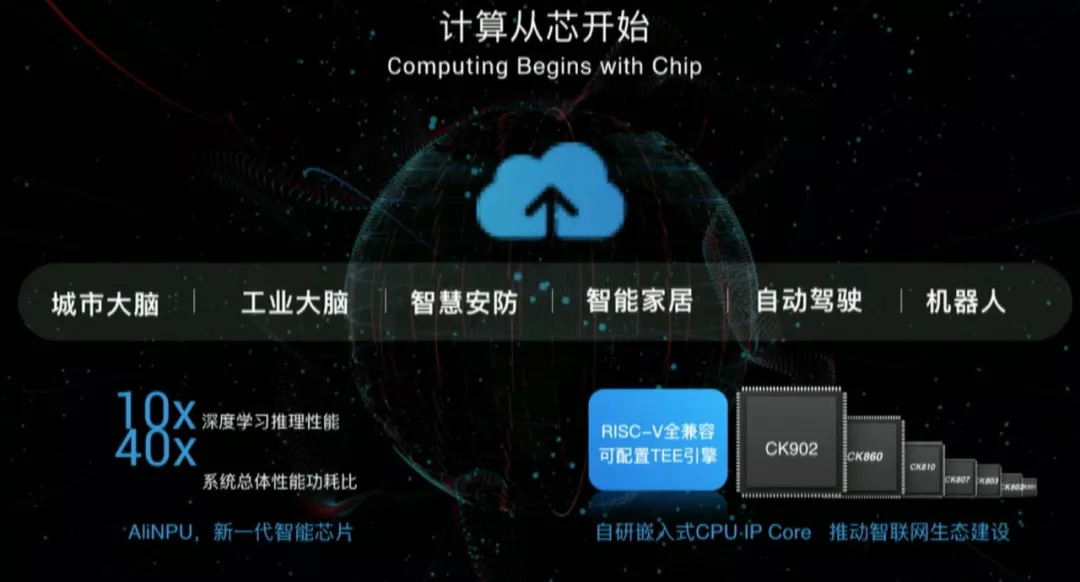 计算从芯开始
Computing Begins with Chip
城市大脑 | 工业大脑 | 智慧安防 | 智能家居 | 自动驾驶 | 机器人
10x 深度学习推理性能
40x
系统总体性能功耗比
AliNPU，新一代智能芯片
RISC-V全兼容
可配置TEE引擎
CK902
CK860
CK810
CK807
CK803
CK802
自研嵌入式CPU IP Core 推动智联网生态建设